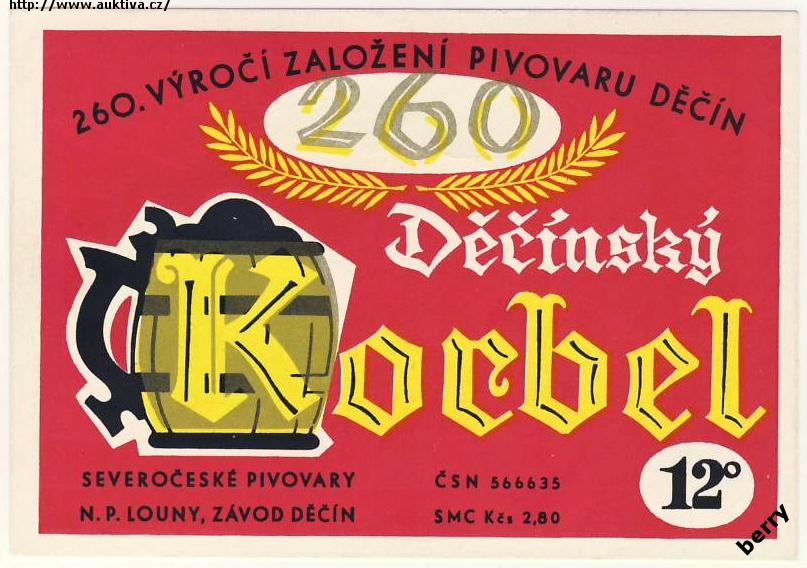 http://www.auktiva.cz/
260. VÝROČÍ ZALOŽENÍ PIVOVARU DĚČÍN
260
Děčínský
Korbel
SEVEROČESKÉ PIVOVARY
N. P. LOUNY, ZÁVOD DĚČÍN
ČSN 566635
SMC Kčs 2,80
12°
berry